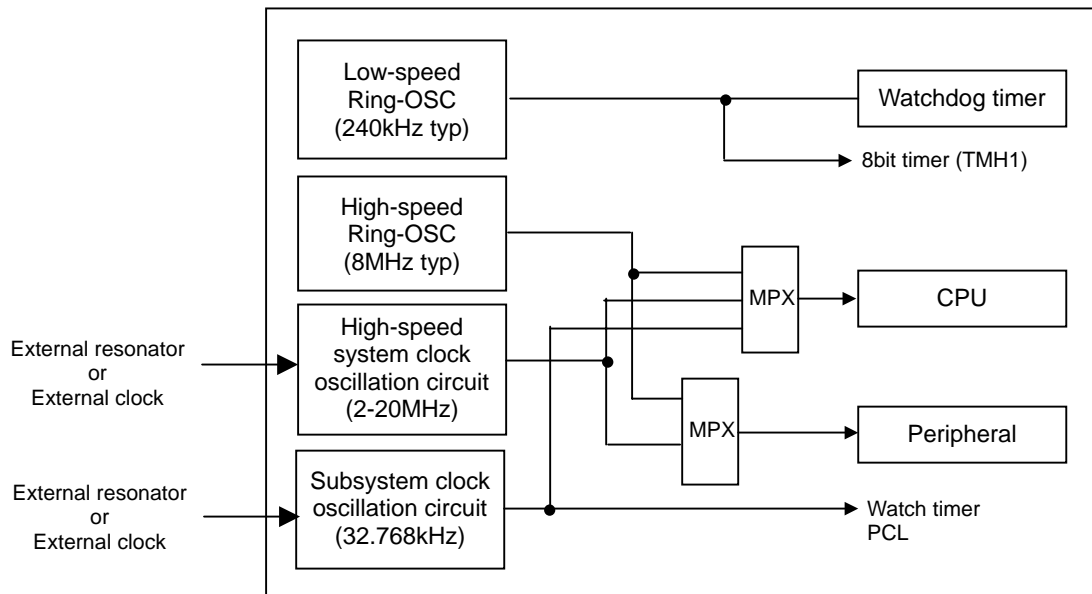 Low-speed
Ring-OSC
(240kHz typ)
Watchdog timer
8bit timer (TMH1)
High-speed
Ring-OSC
(8MHz typ)
MPX
CPU
External resonator
or
External clock
High-speed
system clock
oscillation circuit
(2-20MHz)
MPX
Peripheral
External resonator
or
External clock
Subsystem clock
oscillation circuit
(32.768kHz)
Watch timer
PCL